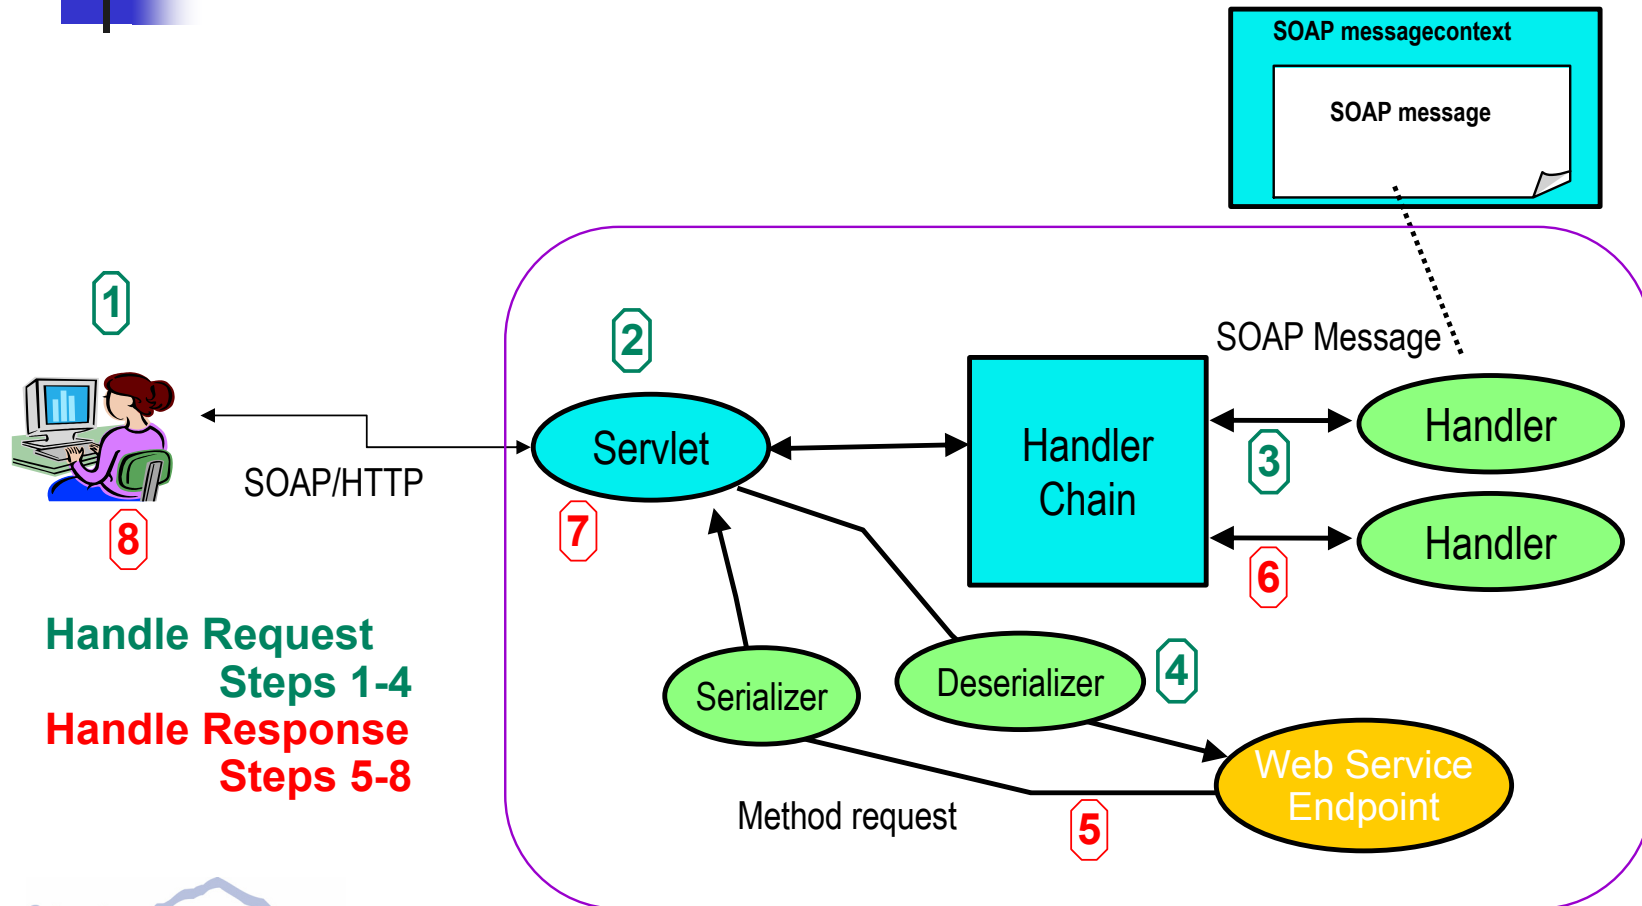 SOAP messagecontext
SOAP message
1
2
SOAP Message
Servlet
Handler
Chain
Handler
3
SOAP/HTTP
7
8
Handler
6
Handle Request
Steps 1-4
Handle Response
Steps 5-8
Serializer
Deserializer
4
Web Service
Endpoint
Method request
5